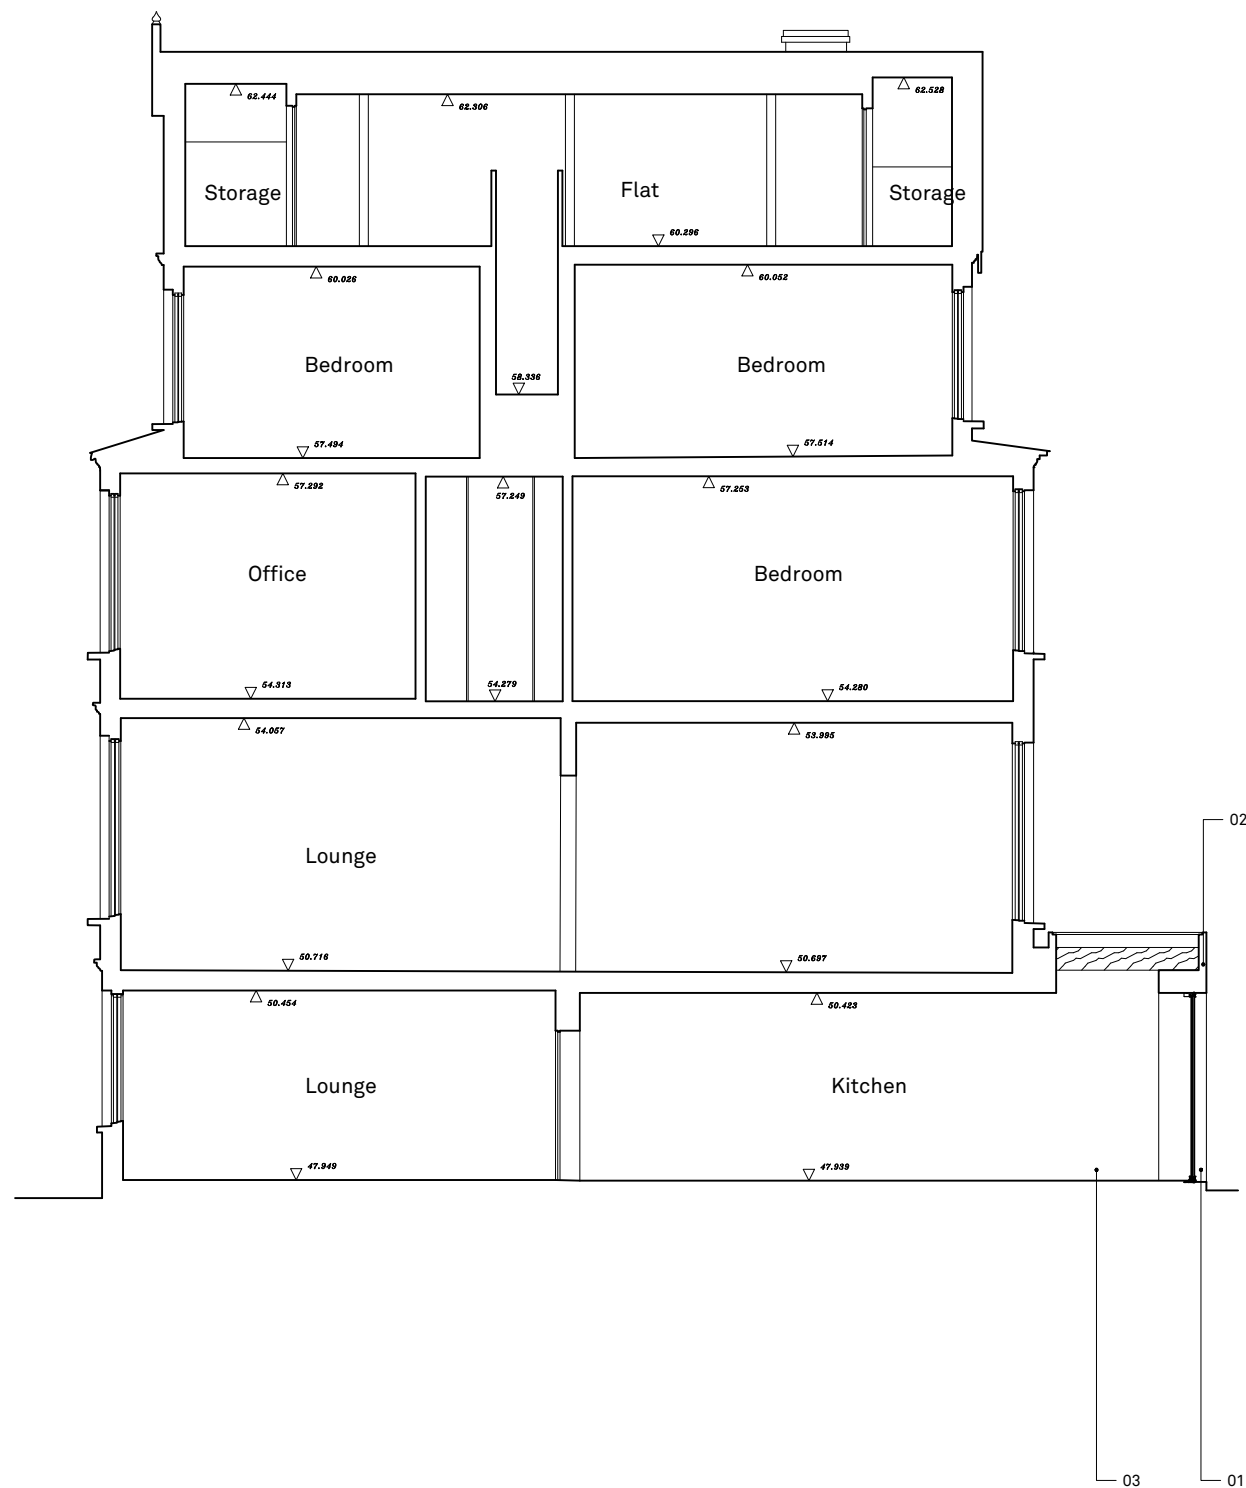 62.444
62.306
62.528
Storage
Flat
Storage
60.296
60.026
60.052
Bedroom
Bedroom
58.336
57.494
57.514
57.292
57.249
57.253
Office
Bedroom
54.313
54.279
54.280
54.057
53.995
02
Lounge
50.716
50.697
50.454
50.423
Lounge
Kitchen
47.949
47.939
03
01